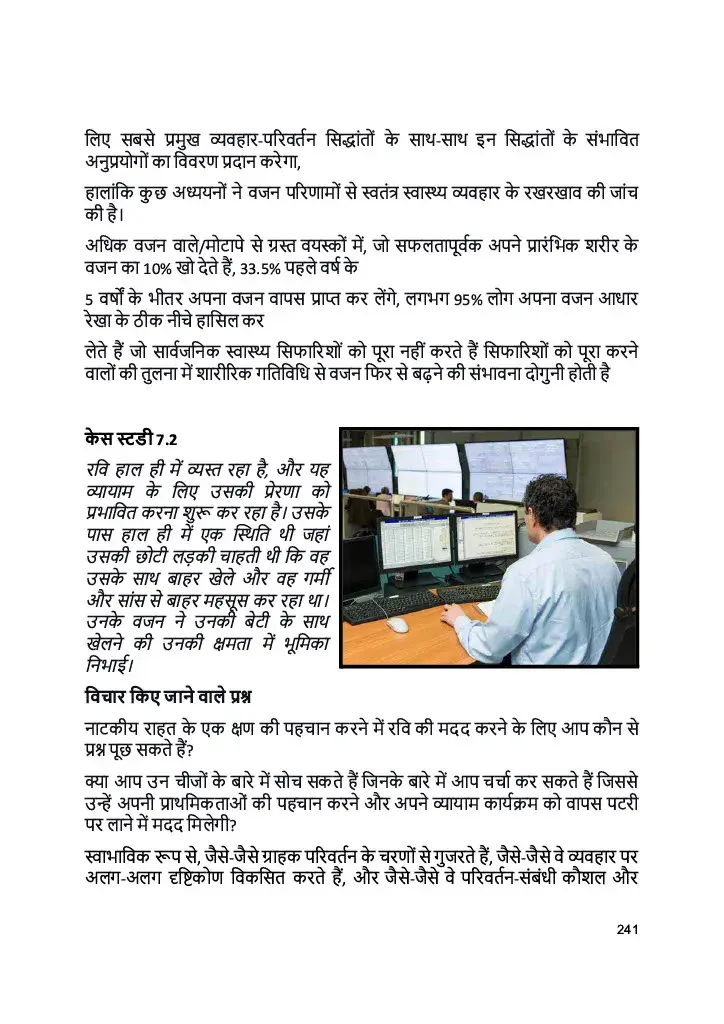 लिए सबसे प्रमुख व्यवहार-परिवर्तन सिद्धांतों के साथ-साथ इन सिद्धांतों के संभावित
अनुप्रयोगों का विवरण प्रदान करेगा,
हालांकि कुछ अध्ययनों ने वजन परिणामों से स्वतंत्र स्वास्थ्य व्यवहार के रखरखाव की जांच
की है।
अधिक वजन वाले/मोटापे से ग्रस्त वयस्कों में, जो सफलतापूर्वक अपने प्रारंभिक शरीर के
वजन का 10% खो देते हैं, 33.5% पहले वर्ष के
5 वर्षों के भीतर अपना वजन वापस प्राप्त कर लेंगे, लगभग 95% लोग अपना वजन आधार
रेखा के ठीक नीचे हासिल कर
लेते हैं जो सार्वजनिक स्वास्थ्य सिफारिशों को पूरा नहीं करते हैं सिफारिशों को पूरा करने
वालों की तुलना में शारीरिक गतिविधि से वजन फिर से बढ़ने की संभावना दोगुनी होती है
केस स्टडी 7.2
रवि हाल ही में व्यस्त रहा है, और यह
व्यायाम के लिए उसकी प्रेरणा को
प्रभावित करना शुरू कर रहा है। उसके
पास हाल ही में एक स्थिति थी जहां
उसकी छोटी लड़की चाहती थी कि वह
उसके साथ बाहर खेले और वह गर्मी
और सांस से बाहर महसूस कर रहा था।
उनके वजन ने उनकी बेटी के साथ
खेलने की उनकी क्षमता में भूमिका
निभाई।
विचार किए जाने वाले प्रश्न
नाटकीय राहत के एक क्षण की पहचान करने में रवि की मदद करने के लिए आप कौन से
प्रश्न पूछ सकते हैं?
क्या आप उन चीजों के बारे में सोच सकते हैं जिनके बारे में आप चर्चा कर सकते हैं जिससे
उन्हें अपनी प्राथमिकताओं की पहचान करने और अपने व्यायाम कार्यक्रम को वापस पटरी
पर लाने में मदद मिलेगी?
स्वाभाविक रूप से, जैसे-जैसे ग्राहक परिवर्तन के चरणों से गुजरते हैं, जैसे-जैसे वे व्यवहार पर
अलग-अलग दृष्टिकोण विकसित करते हैं, और जैसे-जैसे वे परिवर्तन-संबंधी कौशल और
241